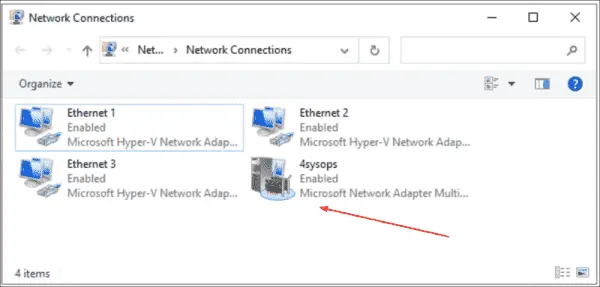 Network Connections
« Net... > Network Connections
Organize
?
Ethernet 1
Enabled
Microsoft Hyper-V Network Adap...
Ethernet 2
Enabled
Microsoft Hyper-V Network Adap...
Ethernet 3
Enabled
Microsoft Hyper-V Network Adap...
4sysops
Enabled
Microsoft Network Adapter Multi...
4 items